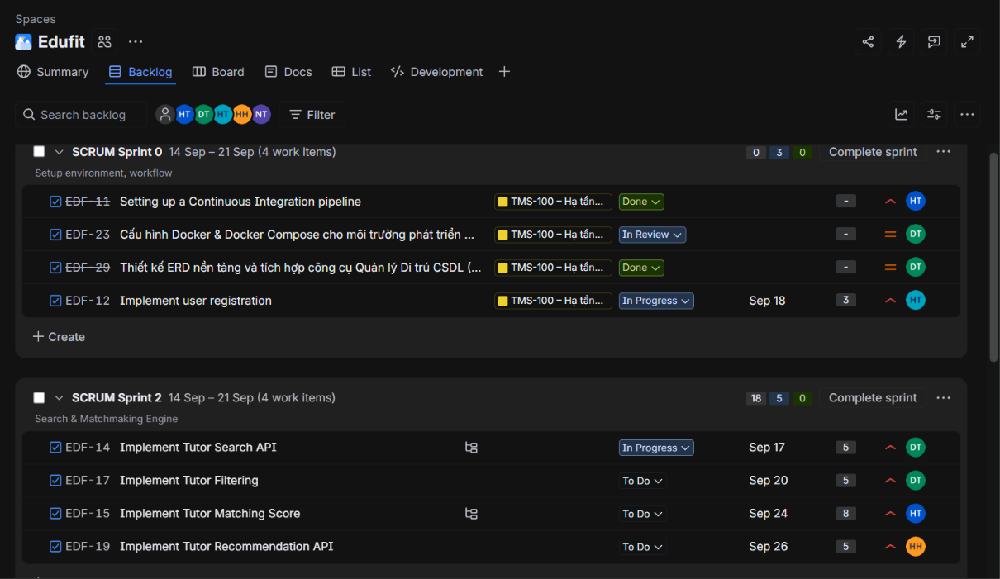 Spaces
Edufit
Summary Backlog Board Docs List Development
Search backlog HT DT HT HH NT Filter
SCRUM Sprint 0 14 Sep – 21 Sep (4 work items) 0 3 0 Complete sprint
Setup environment, workflow
EDF-11 Setting up a Continuous Integration pipeline TMS-100 – Hạ tần... Done - HT
EDF-23 Cấu hình Docker & Docker Compose cho môi trường phát triển ... TMS-100 – Hạ tần... In Review - DT
EDF-29 Thiết kế ERD nền tảng và tích hợp công cụ Quản lý Di trú CSDL (... TMS-100 – Hạ tần... Done - DT
EDF-12 Implement user registration TMS-100 – Hạ tần... In Progress Sep 18 3 HT
Create
SCRUM Sprint 2 14 Sep – 21 Sep (4 work items) 18 5 0 Complete sprint
Search & Matchmaking Engine
EDF-14 Implement Tutor Search API In Progress Sep 17 5 DT
EDF-17 Implement Tutor Filtering To Do Sep 20 5 DT
EDF-15 Implement Tutor Matching Score To Do Sep 24 8 HT
EDF-19 Implement Tutor Recommendation API To Do Sep 26 5 HH